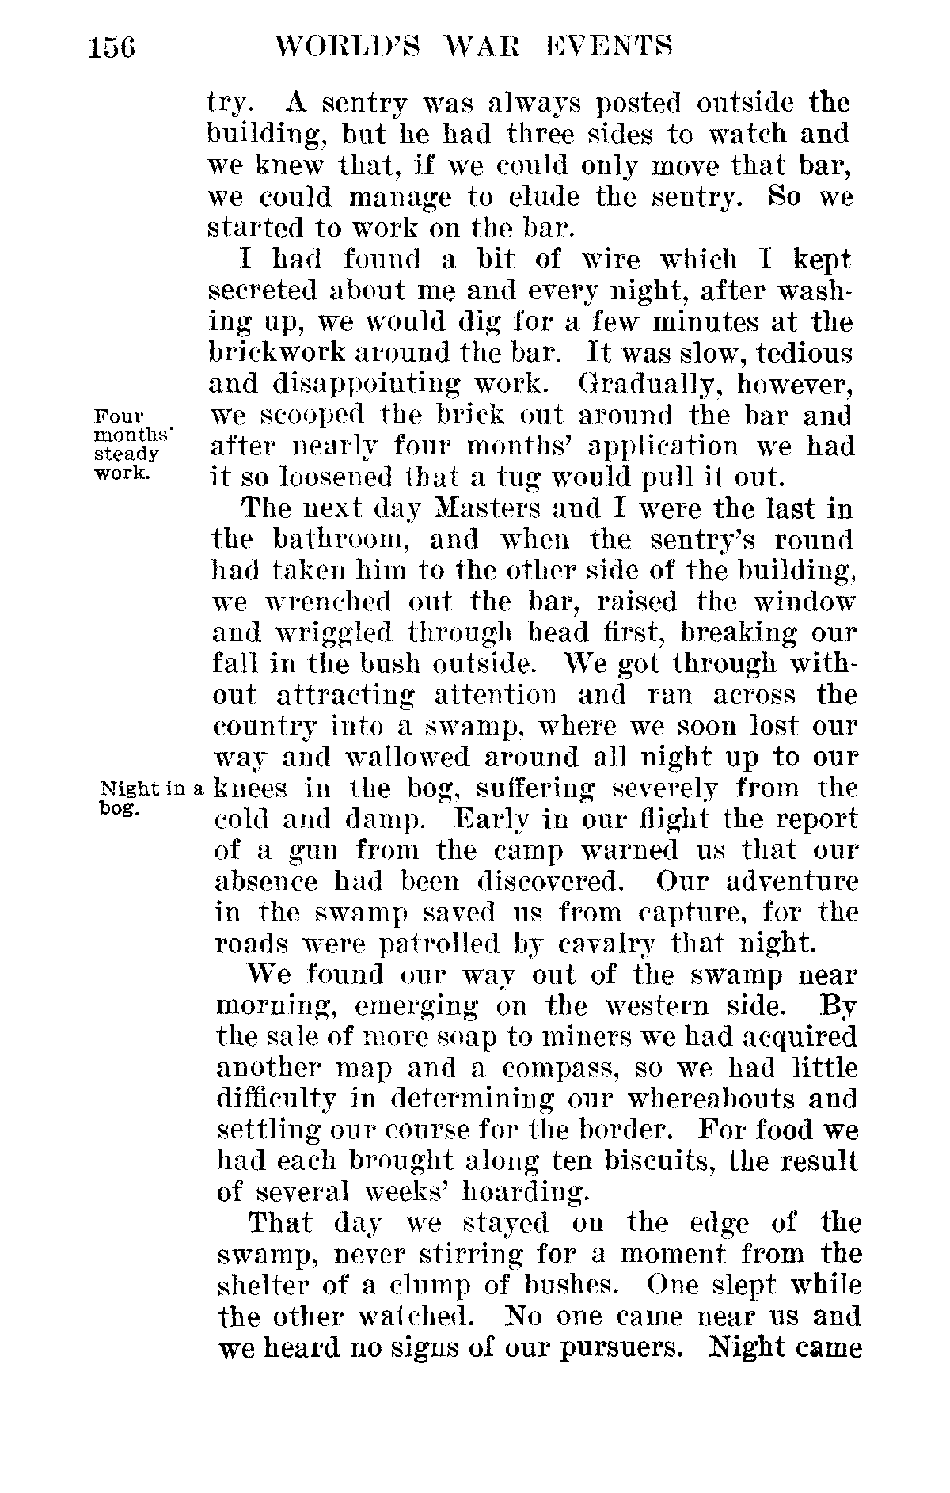 156 WORLD'S WAR EVENTS
try. A sentry was always posted outside the
building, but he had three sides to watch and
we knew that, if we could only move that bar,
we could manage to elude the sentry. So we
started to work on the bar.
I had found a bit of wire which I kept
secreted about me and every night, after wash-
ing up, we would dig for a few minutes at the
brickwork around the bar. It was slow, tedious
and disappointing work. Gradually, however,
we scooped the brick out around the bar and
after nearly four months' application we had
it so loosened that a tug would pull it out.
Four
months'
steady
work.
The next day Masters and I were the last in
the bathroom, and when the sentry's round
had taken him to the other side of the building,
we wrenched out the bar, raised the window
and wriggled through head first, breaking our
fall in the bush outside. We got through with-
out attracting attention and ran across the
country into a swamp, where we soon lost our
way and wallowed around all night up to our
knees in the bog, suffering severely from the
cold and damp. Early in our flight the report
of a gun from the camp warned us that our
absence had been discovered. Our adventure
in the swamp saved us from capture, for the
roads were patrolled by cavalry that night.
Night in a
bog.
We found our way out of the swamp near
morning, emerging on the western side. By
the sale of more soap to miners we had acquired
another map and a compass, so we had little
difficulty in determining our whereabouts and
settling our course for the border. For food we
had each brought along ten biscuits, the result
of several weeks' hoarding.
That day we stayed on the edge of the
swamp, never stirring for a moment from the
shelter of a clump of bushes. One slept while
the other watched. No one came near us and
we heard no signs of our pursuers. Night came